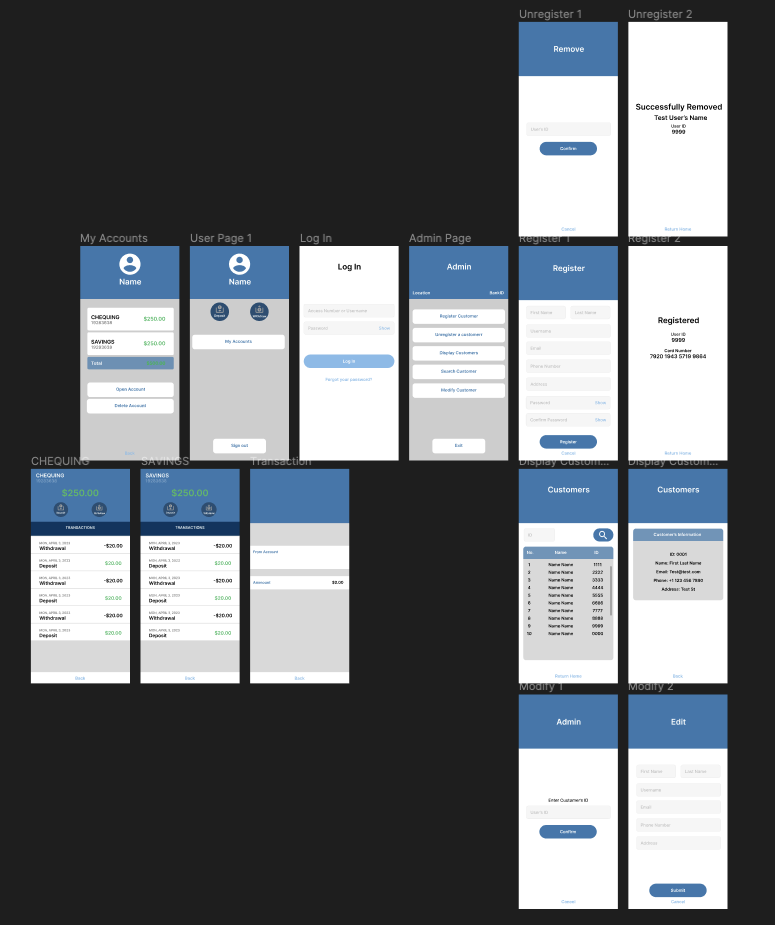 Unregister 1
Remove
User's ID
Confirm
Cancel
Unregister 2
Successfully Removed
Test User's Name
User ID
9999
Return Home
My Accounts
Name
CHEQUING
$250.00
SAVINGS
$250.00
Total
Open Account
Delete Account
Back
User Page 1
Name
Deposit
Withdraw
My Accounts
Sign out
Log In
Log In
Access Number or Username
Password
Show
Log In
Forgot your password?
Admin Page
Admin
Location
BankID
Register Customer
Unregister a customer
Display Customers
Search Customer
Modify Customer
Exit
Register 1
Register
First Name
Last Name
Username
Email
Phone Number
Address
Password
Show
Confirm Password
Show
Register
Cancel
Register 2
Registered
User ID
9999
Card Number
7920 1943 5719 9864
CHEQUING
CHEQUING
$250.00
TRANSACTIONS
MON, APRIL 3, 2023
Withdrawal
-$20.00
MON, APRIL 3, 2023
Deposit
$20.00
MON, APRIL 3, 2023
Withdrawal
-$20.00
MON, APRIL 3, 2023
Deposit
$20.00
MON, APRIL 3, 2023
Withdrawal
-$20.00
MON, APRIL 3, 2023
Deposit
$20.00
Back
SAVINGS
SAVINGS
$250.00
TRANSACTIONS
MON, APRIL 3, 2023
Withdrawal
-$20.00
MON, APRIL 3, 2023
Deposit
$20.00
MON, APRIL 3, 2023
Withdrawal
-$20.00
MON, APRIL 3, 2023
Deposit
$20.00
MON, APRIL 3, 2023
Withdrawal
-$20.00
MON, APRIL 3, 2023
Deposit
$20.00
Back
Transaction
From Account
Amount
$0.00
Back
Display Custom...
Customers
ID
No. Name ID
1 Name Name 1111
2 Name Name 2222
3 Name Name 3333
4 Name Name 4444
5 Name Name 5555
6 Name Name 6666
7 Name Name 7777
8 Name Name 8888
9 Name Name 9999
10 Name Name 0000
Return Home
Display Custom...
Customers
Customer's Information
ID: 0001
Name: First Last Name
Email: Test@test.com
Phone: +1 123 456 7890
Address: Test St
Back
Modify 1
Admin
Enter Customer's ID
User's ID
Confirm
Cancel
Modify 2
Edit
First Name
Last Name
Username
Email
Phone Number
Address
Submit
Cancel